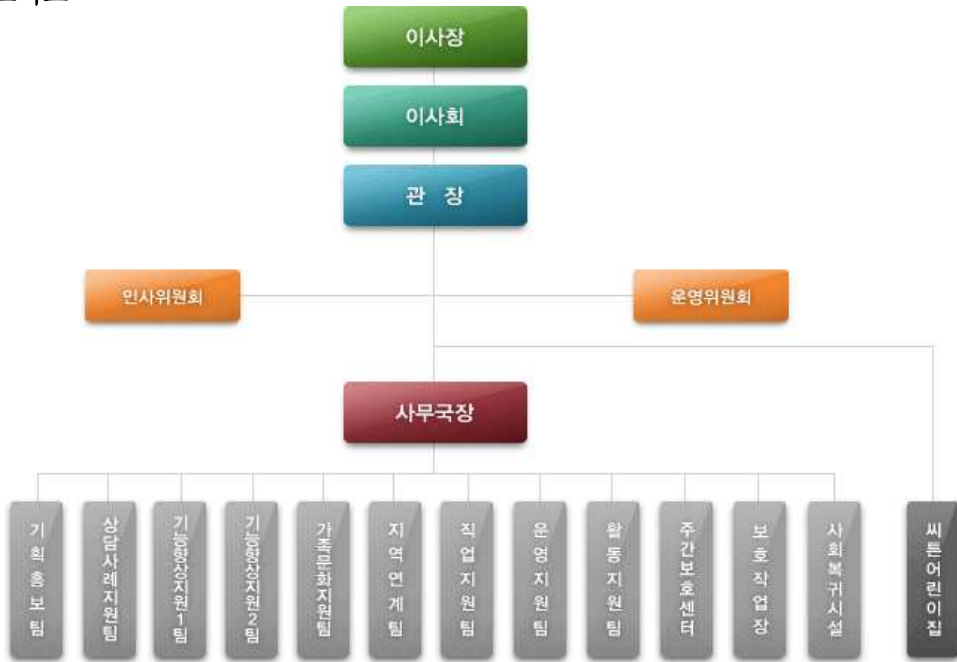 이사장
이사회
관 장
인사위원회
운영위원회
사무국장
기획홍보팀
상담사례지원팀
기능향상지원1팀
기능향상지원2팀
가족문화지원팀
지역연계팀
직업지원팀
운영지원팀
활동지원팀
주간보호센터
보호작업장
사회복귀시설
씨튼어린이집